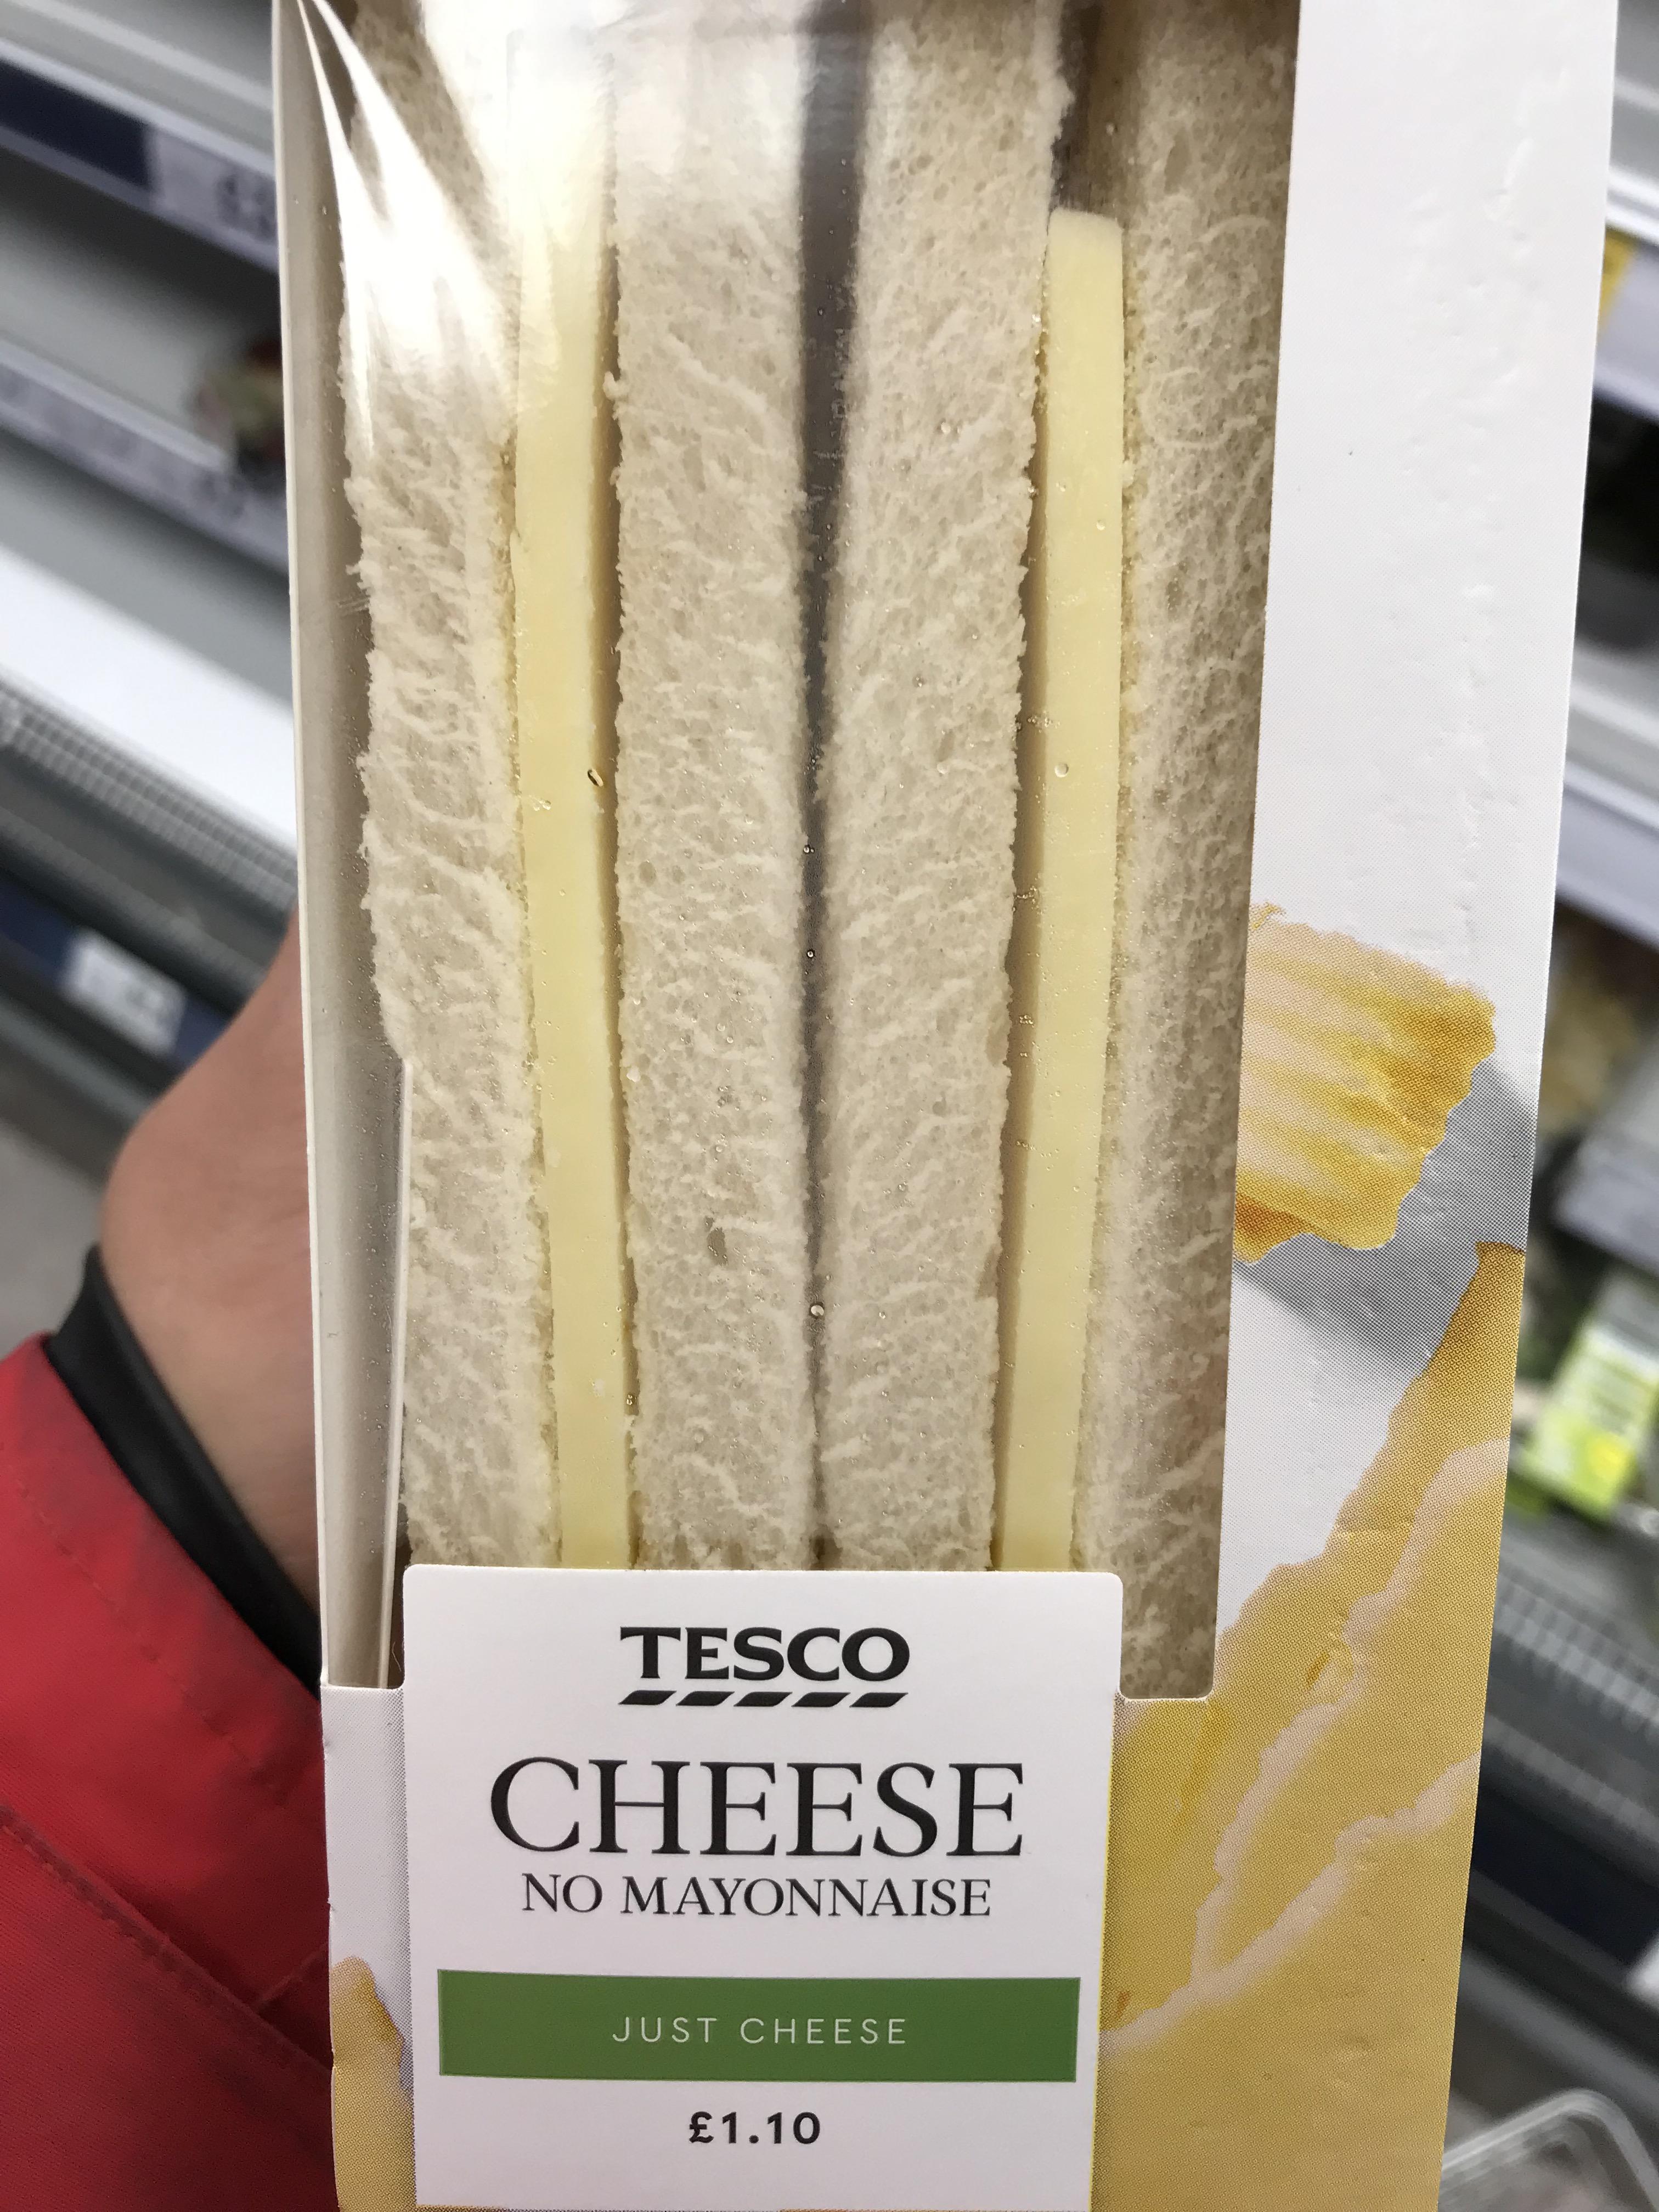 TESCO
CHEESE
NO MAYONNAISE
JUST CHEESE
£1.10